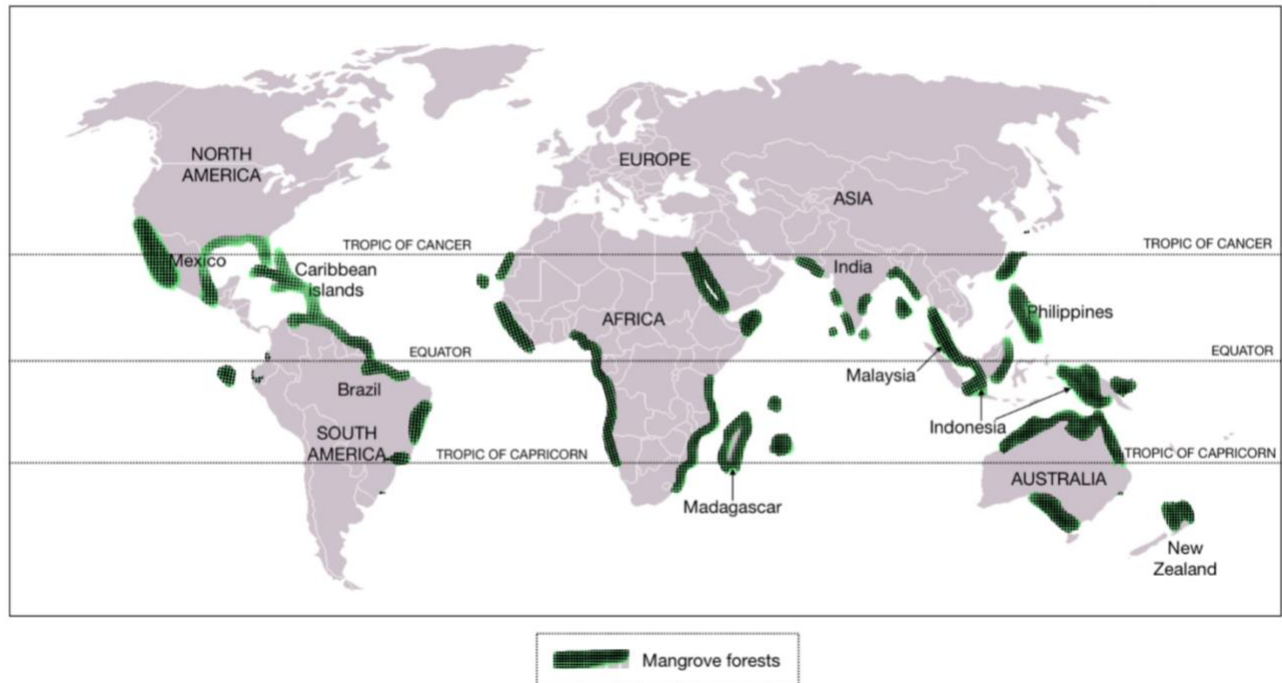 NORTH
AMERICA
EUROPE
ASIA
TROPIC OF CANCER
TROPIC OF CANCER
Mexico
Caribbean
islands
India
AFRICA
Philippines
EQUATOR
EQUATOR
Malaysia
Brazil
Indonesia
SOUTH
AMERICA
TROPIC OF CAPRICORN
TROPIC OF CAPRICORN
AUSTRALIA
Madagascar
New
Zealand
Mangrove forests